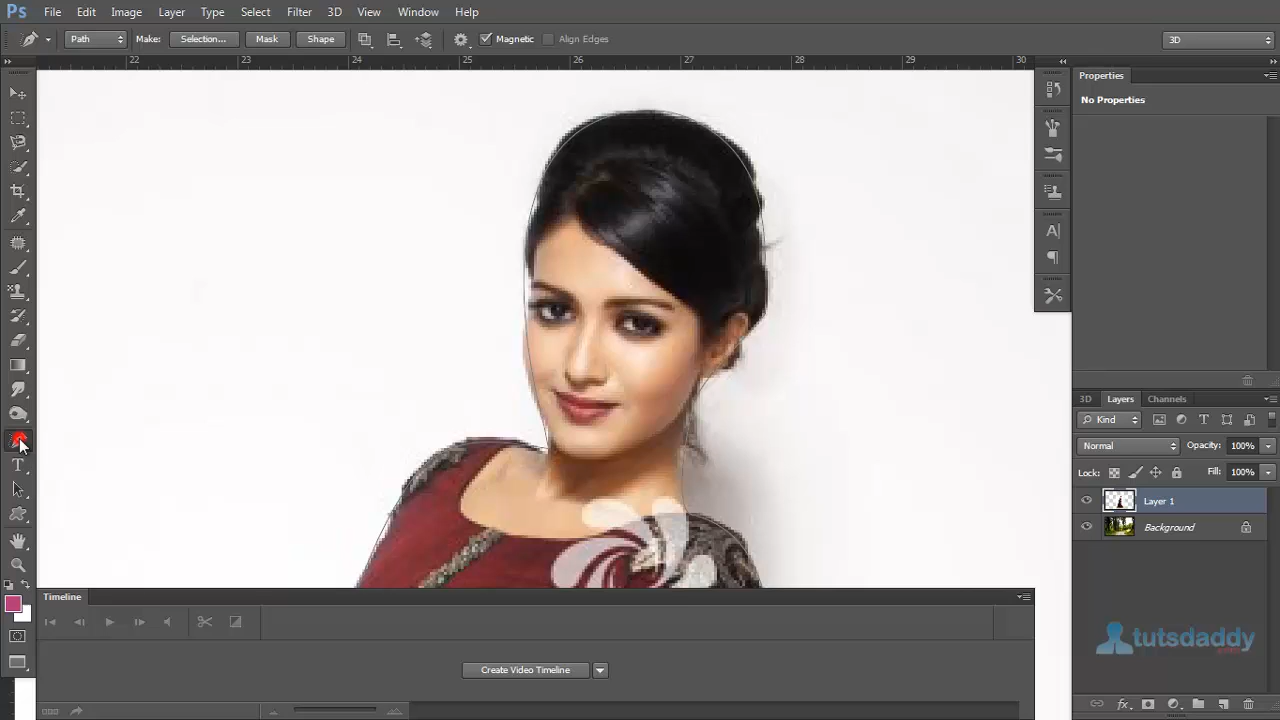 Ps File Edit Image Layer Type Select Filter 3D View Window Help
Path Make: Selection... Mask Shape Magnetic Align Edges 3D
22 23 24 25 26 27 28 29 30
Properties
No Properties
3D Layers Channels
Kind T
Normal Opacity: 100%
Lock: Fill: 100%
Layer 1
Background
Timeline
Create Video Timeline
tutsdaddy